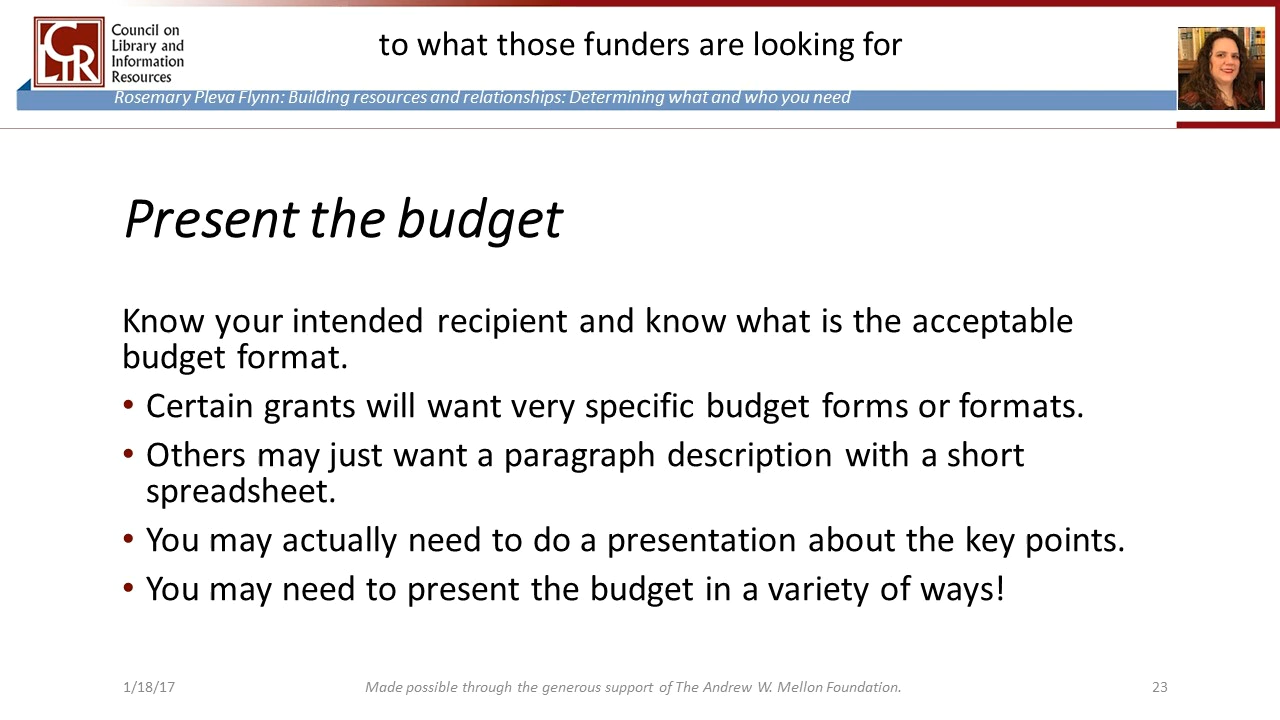 CLIR
Council on
Library and
Information
Resources
to what those funders are looking for
Rosemary Pleva Flynn: Building resources and relationships: Determining what and who you need
Present the budget
Know your intended recipient and know what is the acceptable
budget format.
• Certain grants will want very specific budget forms or formats.
• Others may just want a paragraph description with a short
spreadsheet.
• You may actually need to do a presentation about the key points.
• You may need to present the budget in a variety of ways!
1/18/17
Made possible through the generous support of The Andrew W. Mellon Foundation.
23